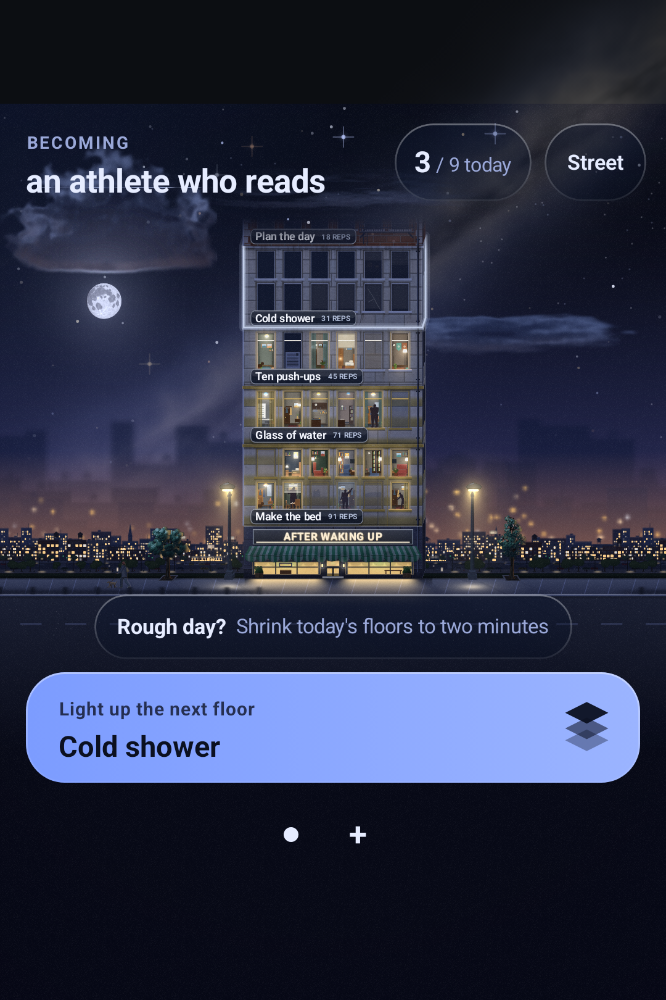 BECOMING
an athlete who reads
3 / 9 today
Street
Plan the day 18 REPS
Cold shower 31 REPS
Ten push-ups 45 REPS
Glass of water 71 REPS
Make the bed 91 REPS
AFTER WAKING UP
Rough day? Shrink today's floors to two minutes
Light up the next floor
Cold shower